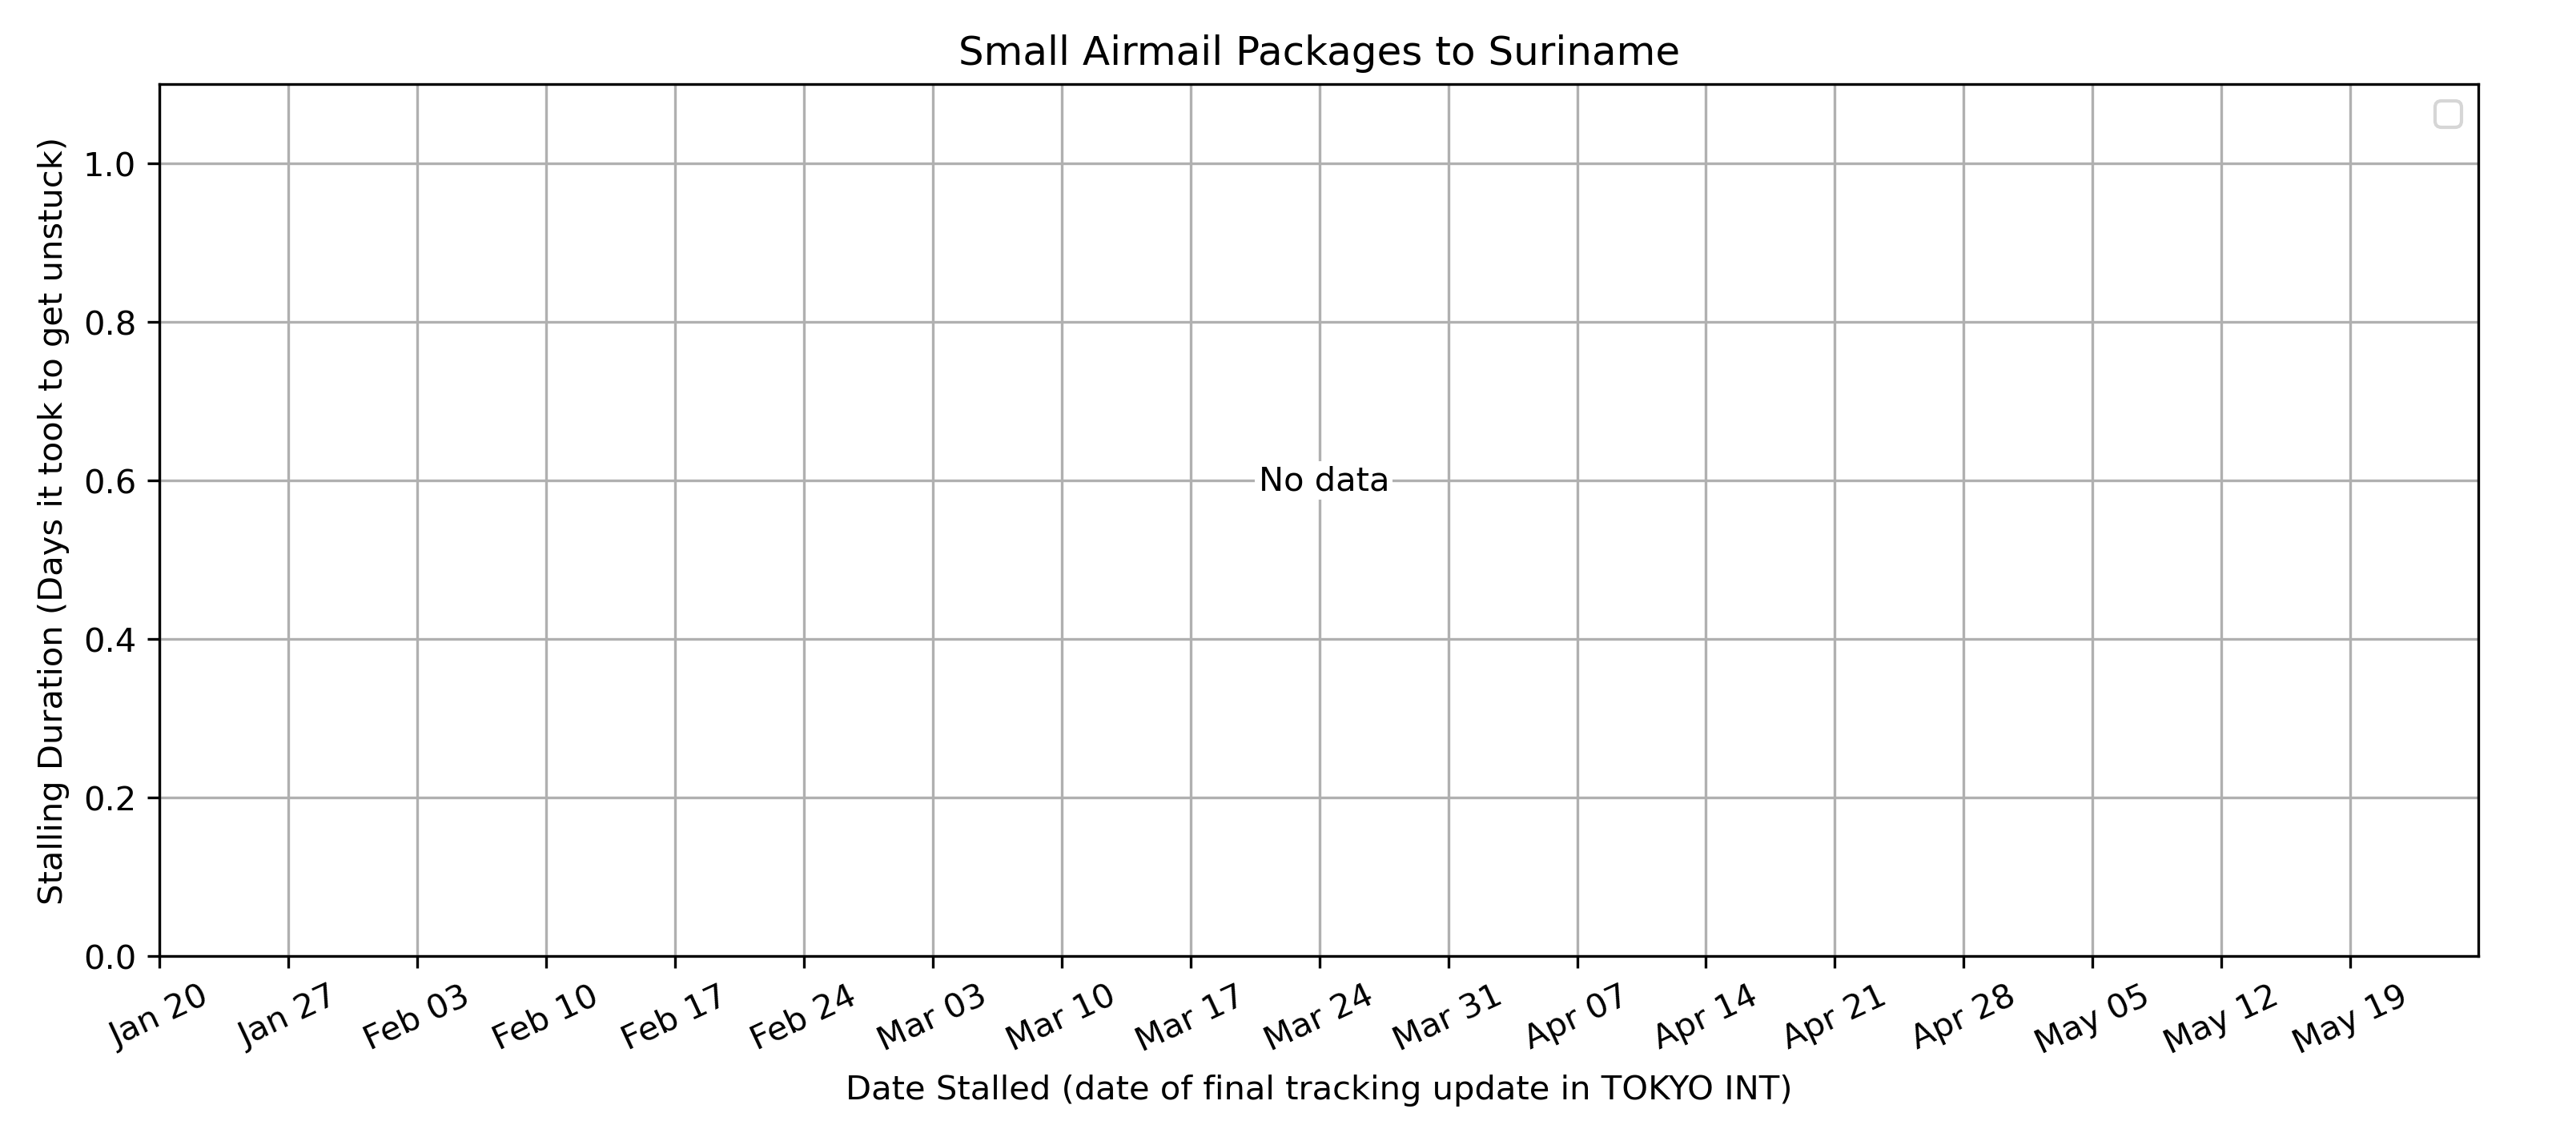 Small Airmail Packages to Suriname
Stalling Duration (Days it took to get unstuck)
1.0
0.8
0.6
0.4
0.2
0.0
No data
Jan 20
Jan 27
Feb 03
Feb 10
Feb 17
Feb 24
Mar 03
Mar 10
Mar 17
Mar 24
Mar 31
Apr 07
Apr 14
Apr 21
Apr 28
May 05
May 12
May 19
Date Stalled (date of final tracking update in TOKYO INT)